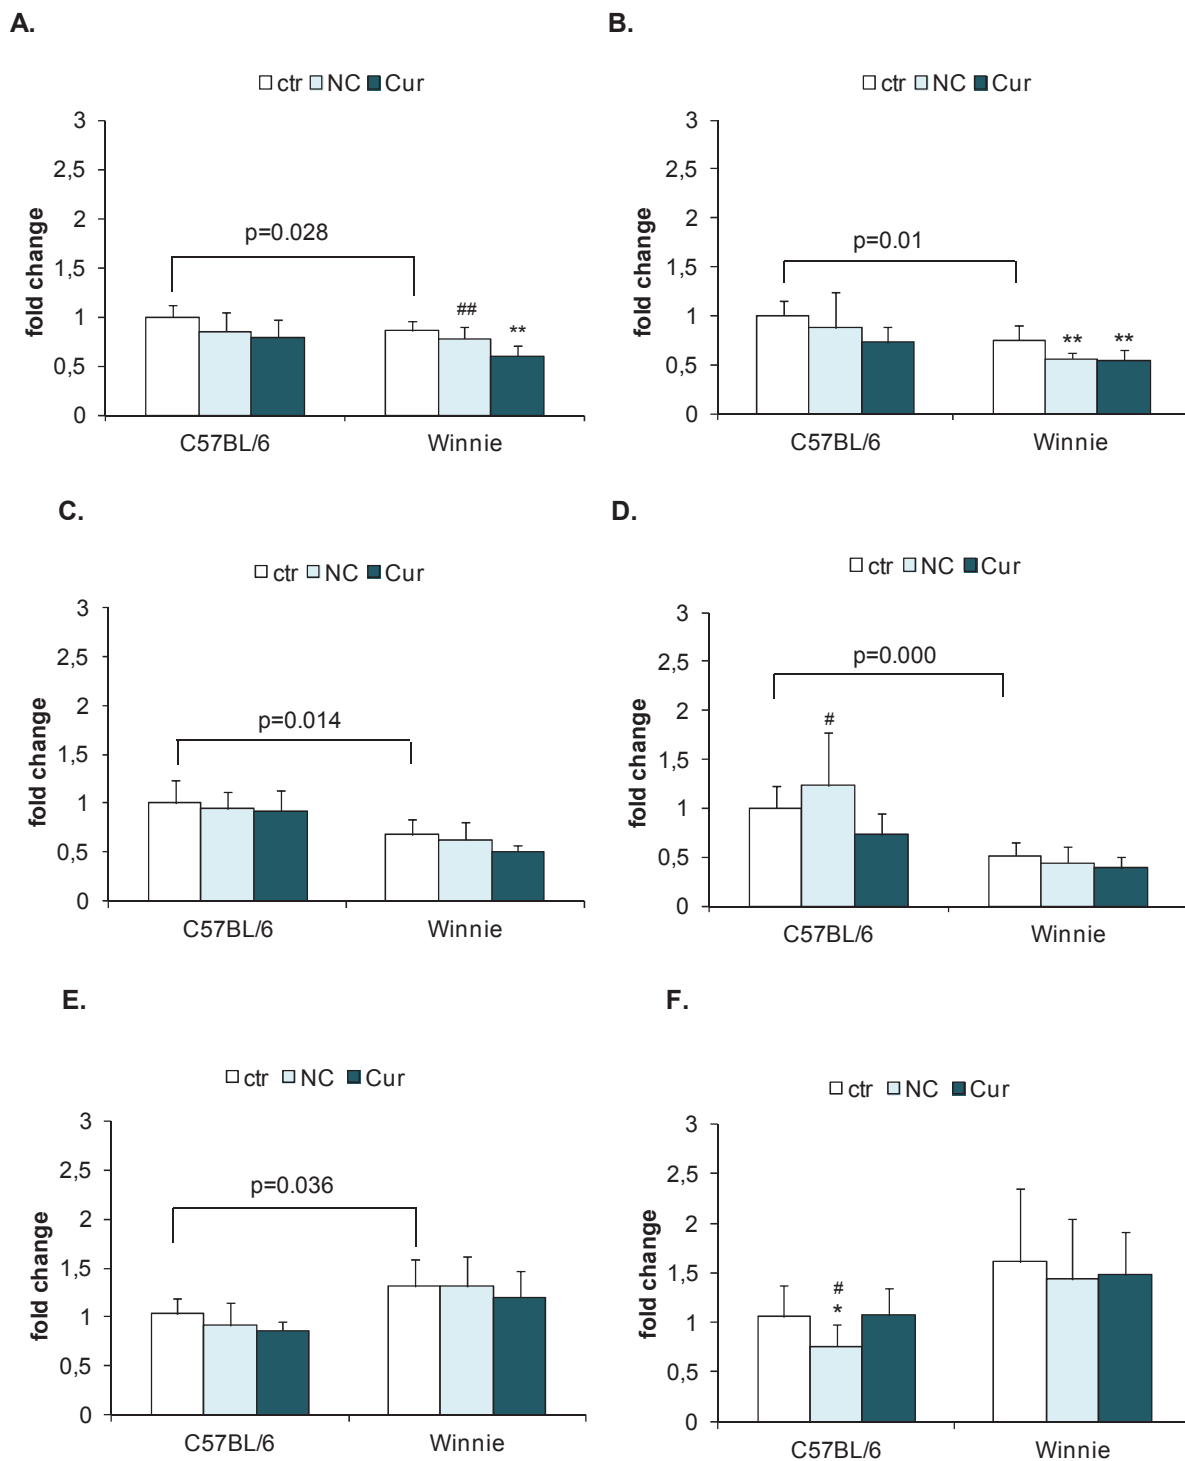 A.
ctr NC Cur
fold change
3
2,5
2
1,5
1
0,5
0
p=0.028
##
**
C57BL/6 Winnie
B.
ctr NC Cur
fold change
3
2,5
2
1,5
1
0,5
0
p=0.01
** **
C57BL/6 Winnie
C.
ctr NC Cur
fold change
3
2,5
2
1,5
1
0,5
0
p=0.014
C57BL/6 Winnie
D.
ctr NC Cur
fold change
3
2,5
2
1,5
1
0,5
0
p=0.000
#
C57BL/6 Winnie
E.
ctr NC Cur
fold change
3
2,5
2
1,5
1
0,5
0
p=0.036
C57BL/6 Winnie
F.
ctr NC Cur
fold change
3
2,5
2
1,5
1
0,5
0
#
*
C57BL/6 Winnie